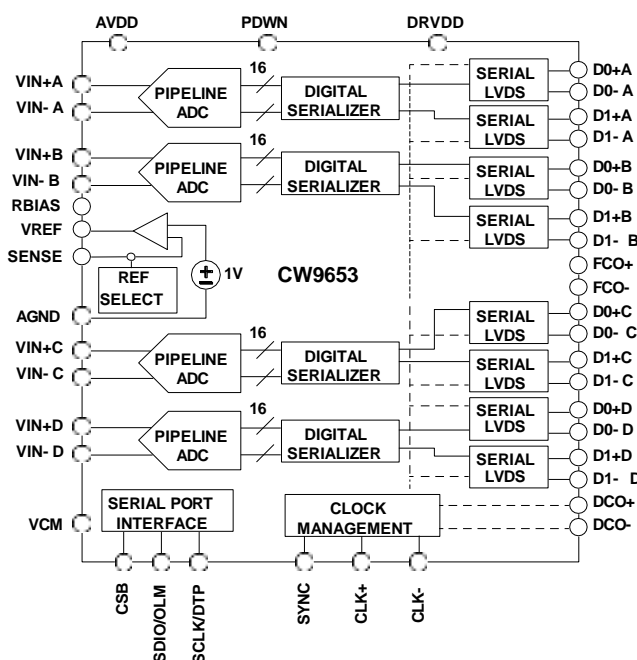 AVDD PDWN DRVDD
VIN+A
VIN- A
PIPELINE
ADC
16
DIGITAL
SERIALIZER
SERIAL
LVDS
D0+A
D0- A
SERIAL
LVDS
D1+A
D1- A
VIN+B
VIN- B
PIPELINE
ADC
16
DIGITAL
SERIALIZER
SERIAL
LVDS
D0+B
D0- B
SERIAL
LVDS
D1+B
D1- B
RBIAS
VREF
SENSE
REF
SELECT
1V
AGND
CW9653
FCO+
FCO-
VIN+C
VIN- C
PIPELINE
ADC
16
DIGITAL
SERIALIZER
SERIAL
LVDS
D0+C
D0- C
SERIAL
LVDS
D1+C
D1- C
VIN+D
VIN- D
PIPELINE
ADC
16
DIGITAL
SERIALIZER
SERIAL
LVDS
D0+D
D0- D
SERIAL
LVDS
D1+D
D1- D
VCM
SERIAL PORT
INTERFACE
CLOCK
MANAGEMENT
DCO+
DCO-
CSB
SDIO/OLM
SCLK/DTP
SYNC
CLK+
CLK-